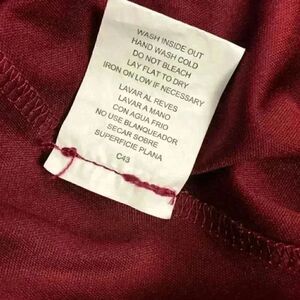 WASH INSIDE OUT
HAND WASH COLD
DO NOT BLEACH
LAY FLAT TO DRY
IRON ON LOW IF NECESSARY
LAVAR AL REVES
LAVAR A MANO
CON AGUA FRIO
NO USE BLANQUEADOR
SECAR SOBRE
SUPERFICIE PLANA
C43